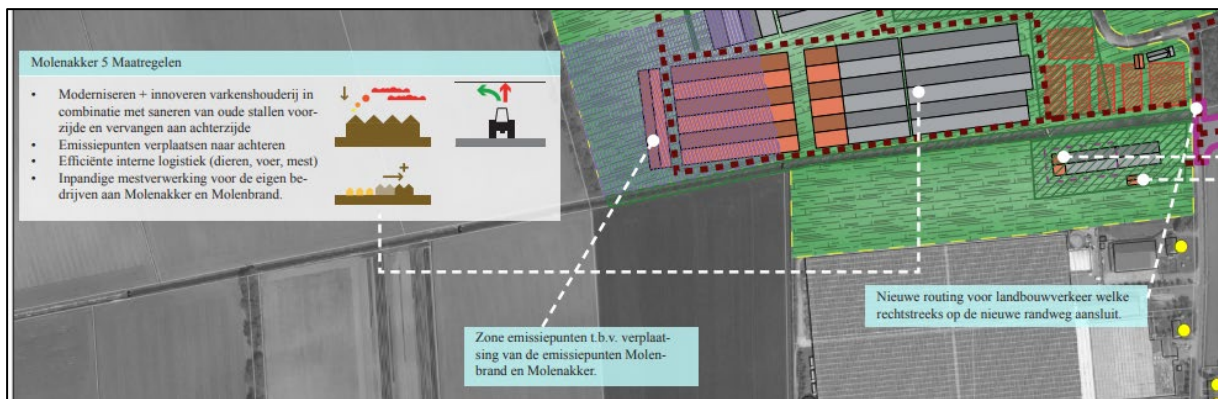 Molenakker 5 Maatregelen
• Moderniseren + innoveren varkenshouderij in
combinatie met saneren van oude stallen voor-
zijde en vervangen aan achterzijde
• Emissiepunten verplaatsen naar achteren
• Efficiënte interne logistiek (dieren, voer, mest)
• Inpandige mestverwerking voor de eigen be-
drijven aan Molenakker en Molenbrand.
Nieuwe routing voor landbouwverkeer welke
rechtstreeks op de nieuwe randweg aansluit.
Zone emissiepunten t.b.v. verplaat-
sing van de emissiepunten Molen-
brand en Molenakker.